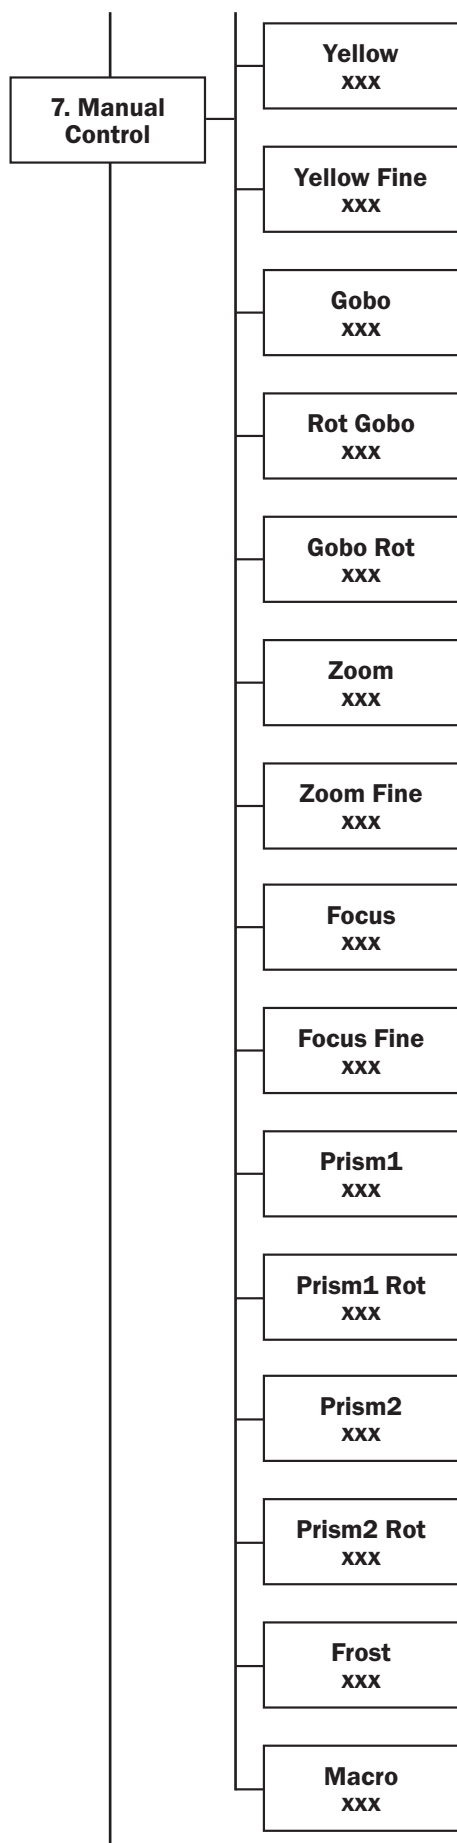 Yellow
xxx
7. Manual
Control
Yellow Fine
xxx
Gobo
xxx
Rot Gobo
xxx
Gobo Rot
xxx
Zoom
xxx
Zoom Fine
xxx
Focus
xxx
Focus Fine
xxx
Prism1
xxx
Prism1 Rot
xxx
Prism2
xxx
Prism2 Rot
xxx
Frost
xxx
Macro
xxx